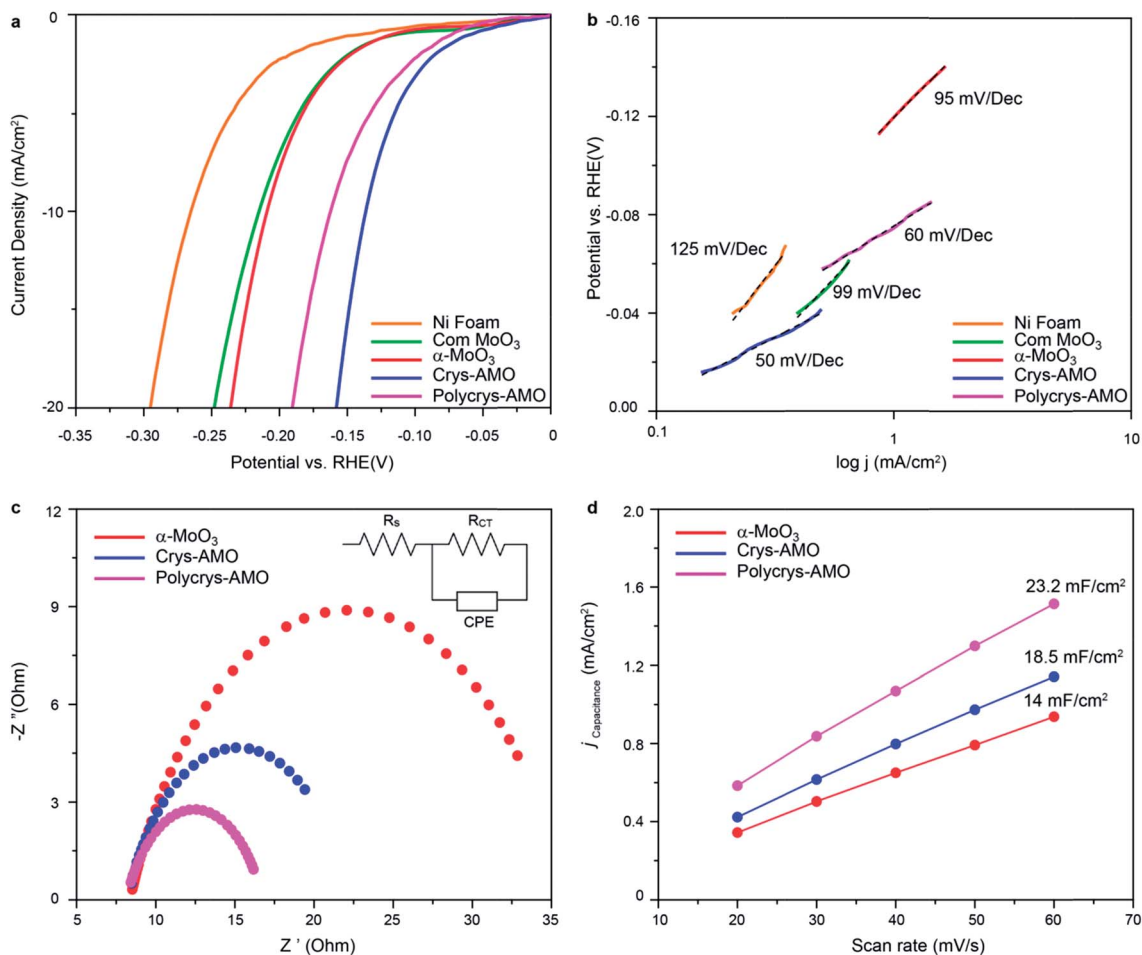 a
Current Density (mA/cm²)
0
-10
-20
-0.35 -0.30 -0.25 -0.20 -0.15 -0.10 -0.05 0
Potential vs. RHE(V)
Ni Foam
Com MoO₃
α-MoO₃
Crys-AMO
Polycrys-AMO
b
Potential vs. RHE(V)
-0.16
-0.12
-0.08
-0.04
0.00
0.1 1 10
log j (mA/cm²)
95 mV/Dec
60 mV/Dec
125 mV/Dec
99 mV/Dec
50 mV/Dec
Ni Foam
Com MoO₃
α-MoO₃
Crys-AMO
Polycrys-AMO
c
-Z "(Ohm)
12
9
6
3
0
5 10 15 20 25 30 35
Z ' (Ohm)
α-MoO₃
Crys-AMO
Polycrys-AMO
Rs
RCT
CPE
d
j Capacitance (mA/cm²)
2.0
1.6
1.2
0.8
0.4
0
10 20 30 40 50 60 70
Scan rate (mV/s)
α-MoO₃
Crys-AMO
Polycrys-AMO
23.2 mF/cm²
18.5 mF/cm²
14 mF/cm²